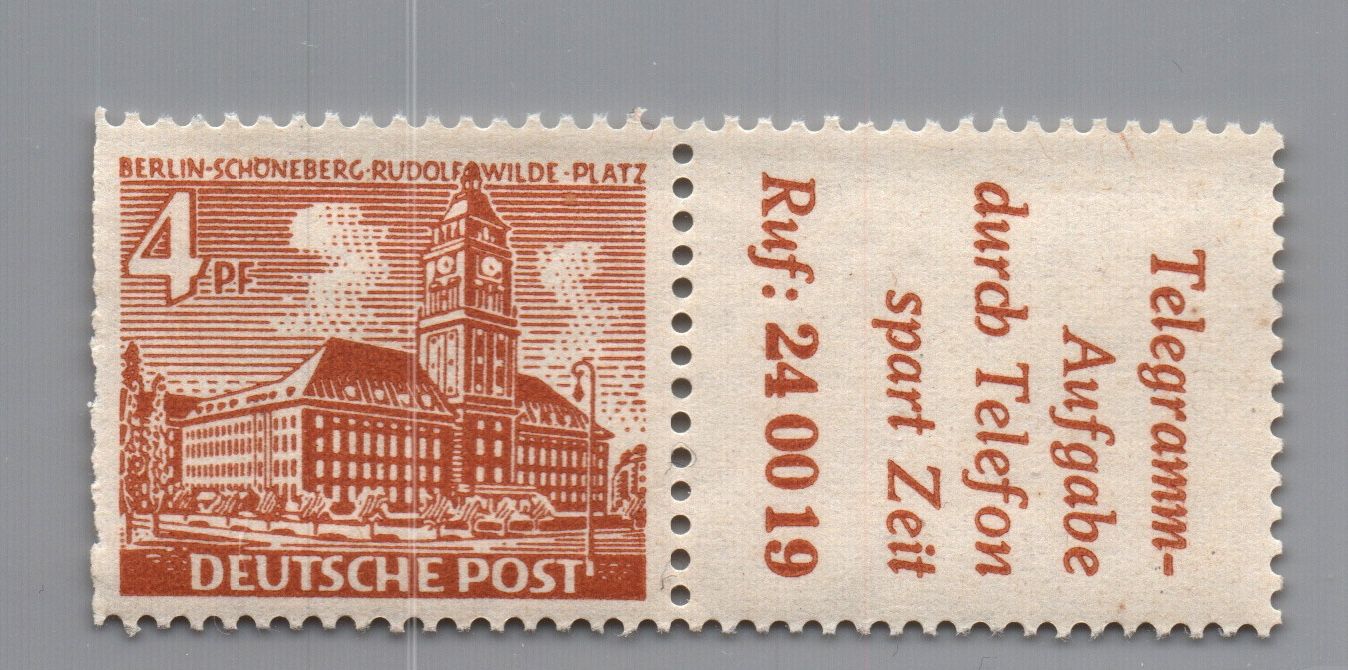 BERLIN-SCHÖNEBERG·RUDOLF WILDE-PLATZ
4 PF
DEUTSCHE POST
Telegramm-
Aufgabe
durch Telefon
spart Zeit
Ruf: 24 00 19